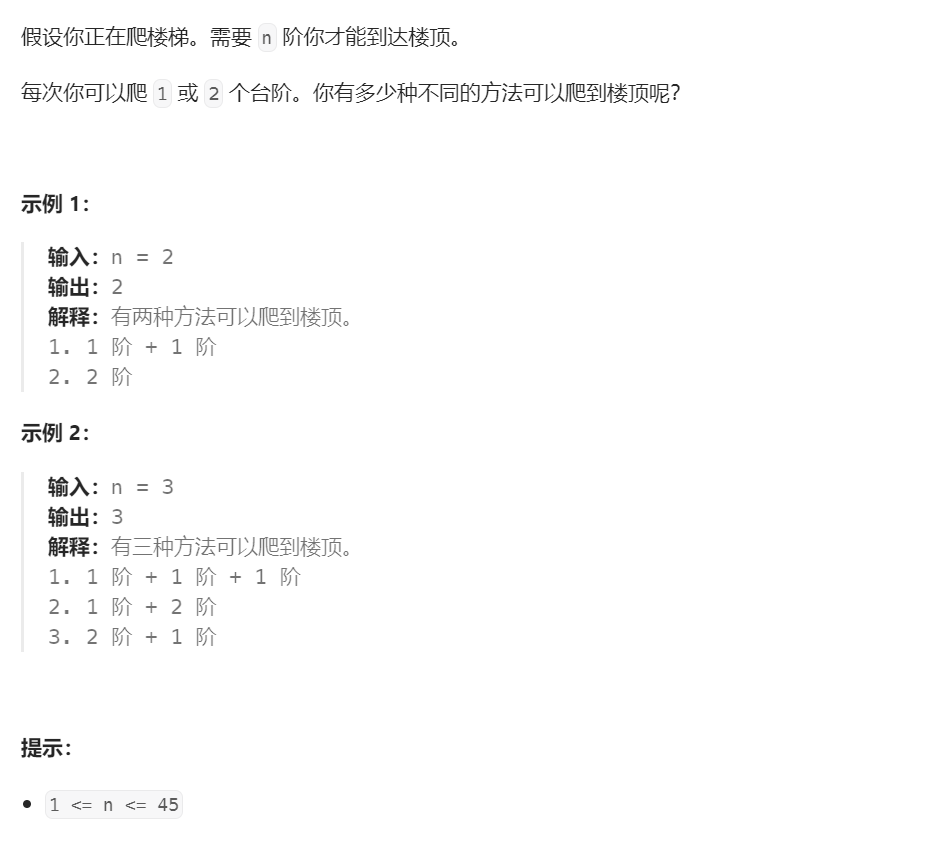 假设你正在爬楼梯。需要 n 阶你才能到达楼顶。
每次你可以爬 1 或 2 个台阶。你有多少种不同的方法可以爬到楼顶呢？
示例 1：
输入：n = 2
输出：2
解释：有两种方法可以爬到楼顶。
1. 1 阶 + 1 阶
2. 2 阶
示例 2：
输入：n = 3
输出：3
解释：有三种方法可以爬到楼顶。
1. 1 阶 + 1 阶 + 1 阶
2. 1 阶 + 2 阶
3. 2 阶 + 1 阶
提示：
• 1 <= n <= 45